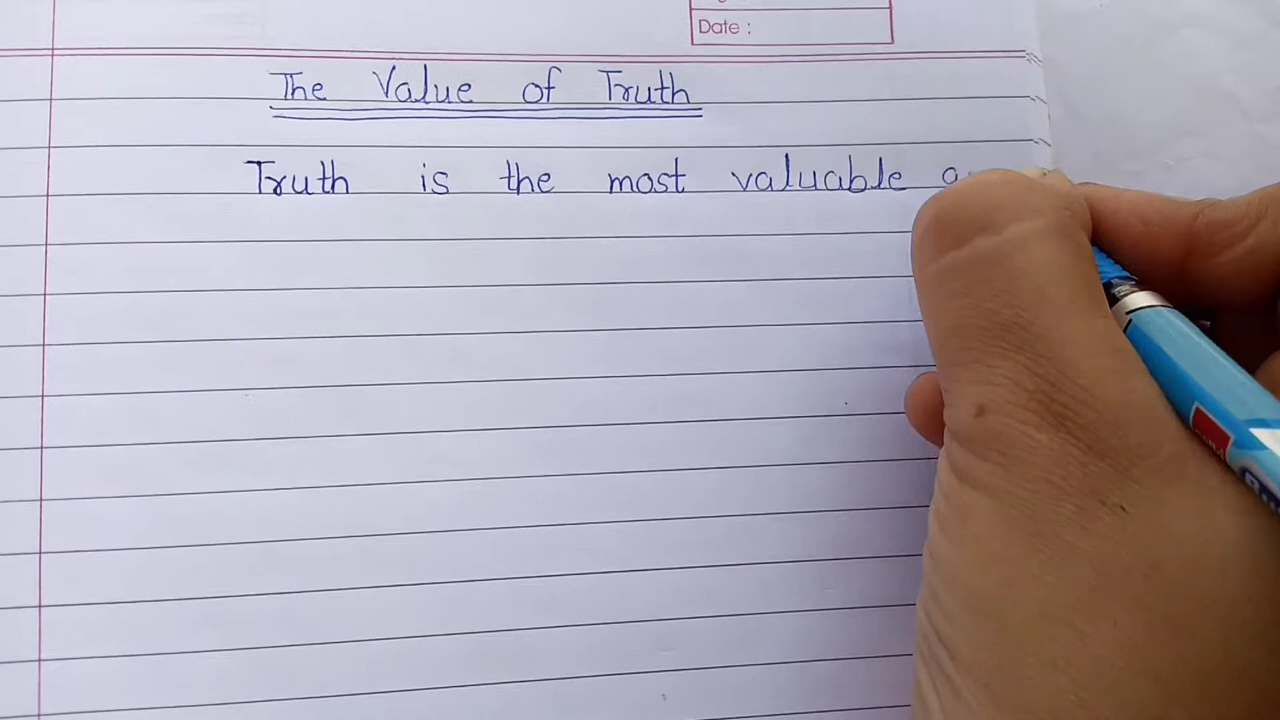 Date :
The Value of Truth
Truth is the most valuable